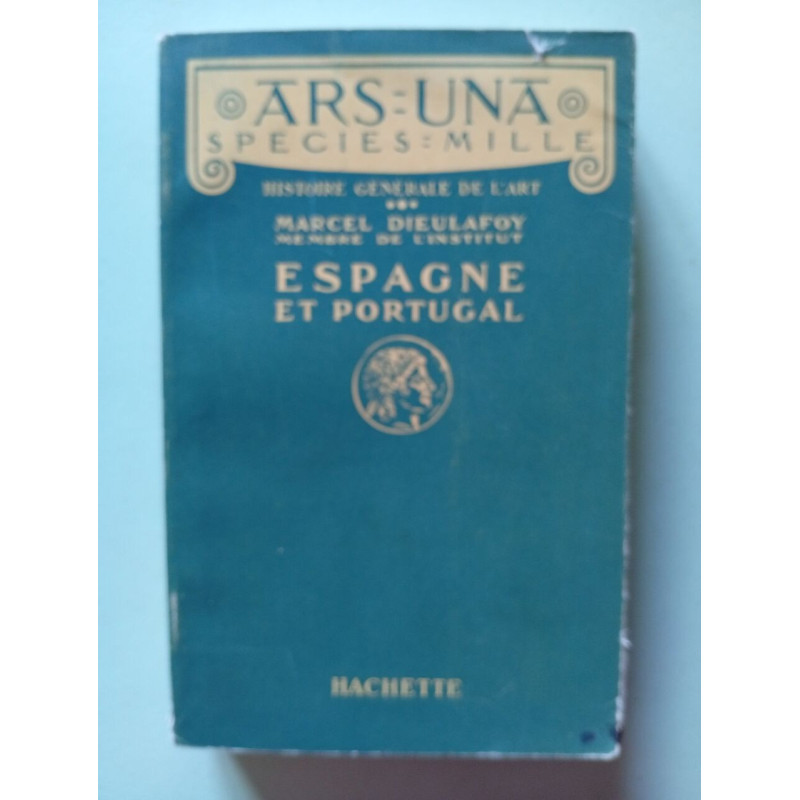 ARS=UNA
SPECIES=MILLE
HISTOIRE GÉNÉRALE DE L'ART
MARCEL DIEULAFOY
MEMBRE DE L'INSTITUT
ESPAGNE
ET PORTUGAL
HACHETTE